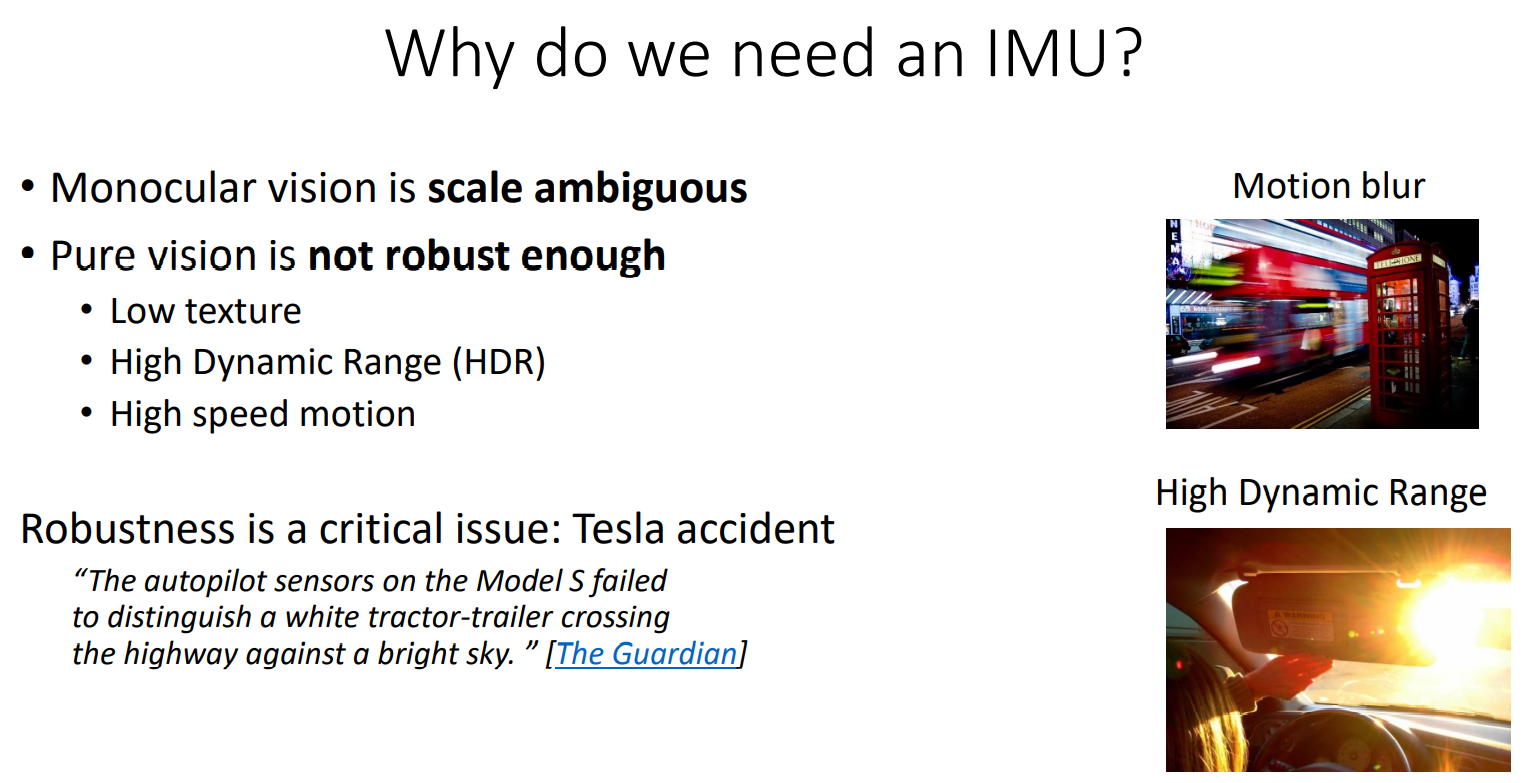 Why do we need an IMU?
• Monocular vision is scale ambiguous
• Pure vision is not robust enough
• Low texture
• High Dynamic Range (HDR)
• High speed motion
Robustness is a critical issue: Tesla accident
“The autopilot sensors on the Model S failed
to distinguish a white tractor-trailer crossing
the highway against a bright sky. ” [The Guardian]
Motion blur
TELEPHONE
High Dynamic Range
WARNING